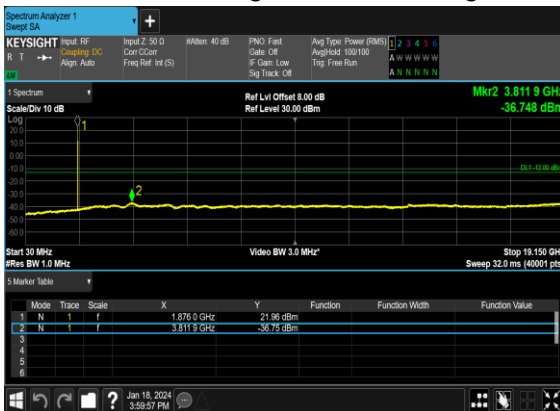 Spectrum Analyzer 1
Swept SA
+
KEYSIGHT Input: RF Input Z: 50 Ω #Atten: 40 dB PNO: Fast Avg Type: Power (RMS) 1 2 3 4 5 6
R T Coupling: DC Corr CCorr Gate: Off Avg|Hold: 100/100 A W W W W W
Align: Auto Freq Ref: Int (S) IF Gain: Low Trig: Free Run
LV Sig Track: Off A N N N N N
1 Spectrum Ref Lvl Offset 8.00 dB Mkr2 3.811 9 GHz
Scale/Div 10 dB Ref Level 30.00 dBm -36.748 dBm
Log
20.0
10.0
0.00
-10.0
-20.0
-30.0
-40.0
-50.0
-60.0
1
DL1 -13.00 dBm
2
Start 30 MHz Video BW 3.0 MHz* Stop 19.150 GHz
#Res BW 1.0 MHz Sweep 32.0 ms (40001 pts)
5 Marker Table
Mode Trace Scale X Y Function Function Width Function Value
1 N 1 f 1.876 0 GHz 21.96 dBm
2 N 1 f 3.811 9 GHz -36.75 dBm
3
4
5
6
? Jan 18, 2024
3:59:57 PM